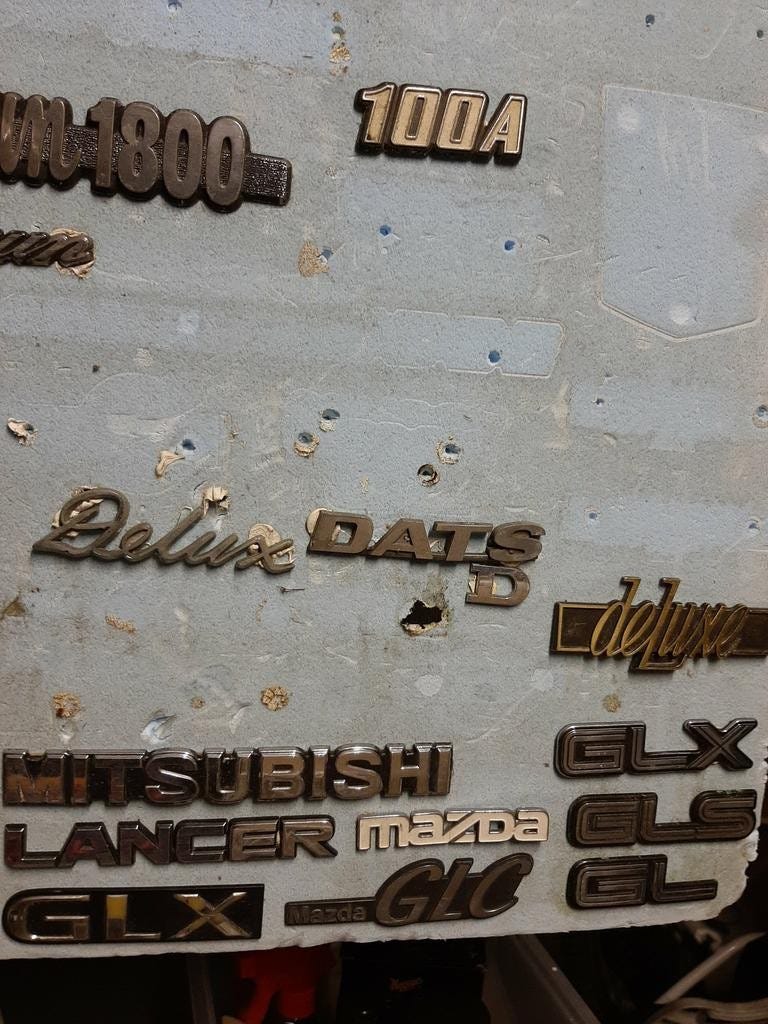 100A
1800
Delux
DATS
D
deluxe
MITSUBISHI
GLX
LANCER
mazda
GLS
GLX
Mazda GLC
GL